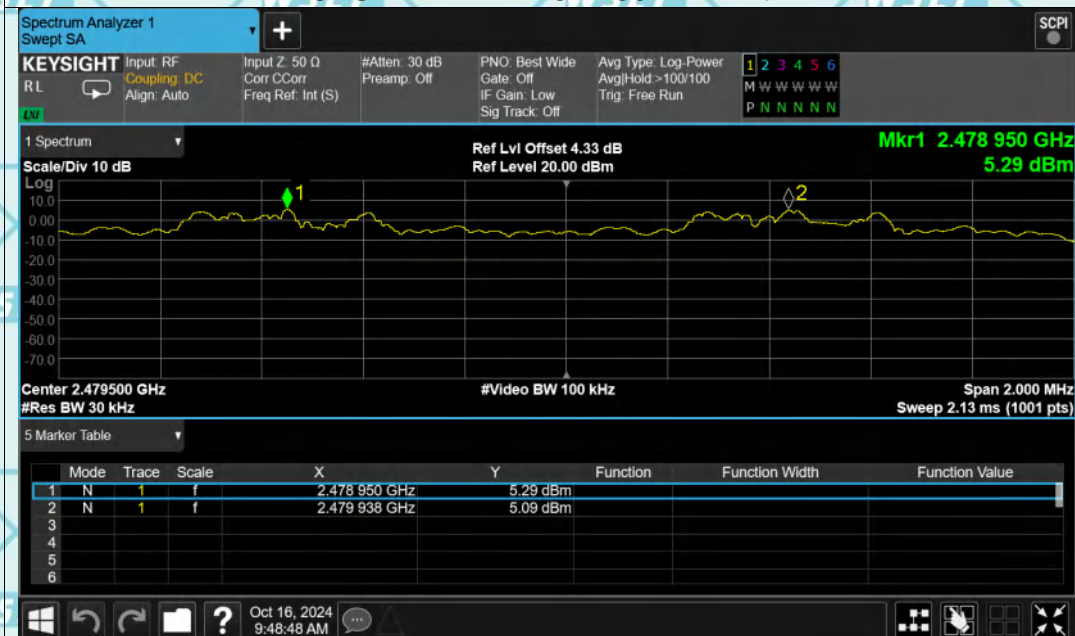 Spectrum Analyzer 1
Swept SA
+
SCPI
KEYSIGHT Input: RF Input Z: 50 Ω #Atten: 30 dB PNO: Best Wide Avg Type: Log-Power 1 2 3 4 5 6
RL Coupling: DC Corr CCorr Preamp: Off Gate: Off Avg|Hold:>100/100 M W W W W W W
Align: Auto Freq Ref: Int (S) IF Gain: Low Trig: Free Run
LXI Sig Track: Off P N N N N N N
1 Spectrum Ref Lvl Offset 4.33 dB Mkr1 2.478 950 GHz
Scale/Div 10 dB Ref Level 20.00 dBm 5.29 dBm
Log
1 2
10.0
0.00
-10.0
-20.0
-30.0
-40.0
-50.0
-60.0
-70.0
Center 2.479500 GHz #Video BW 100 kHz Span 2.000 MHz
#Res BW 30 kHz Sweep 2.13 ms (1001 pts)
5 Marker Table
Mode Trace Scale X Y Function Function Width Function Value
1 N 1 f 2.478 950 GHz 5.29 dBm
2 N 1 f 2.479 938 GHz 5.09 dBm
3
4
5
6
? Oct 16, 2024
9:48:48 AM